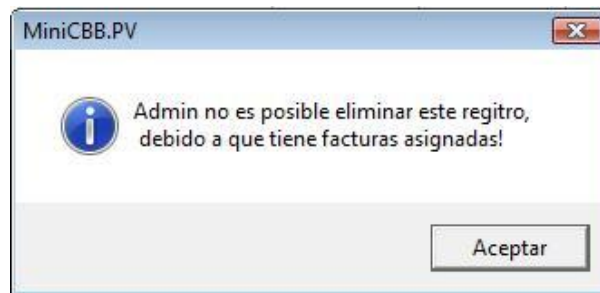 MiniCBB.PV
Admin no es posible eliminar este regitro,
debido a que tiene facturas asignadas!
Aceptar